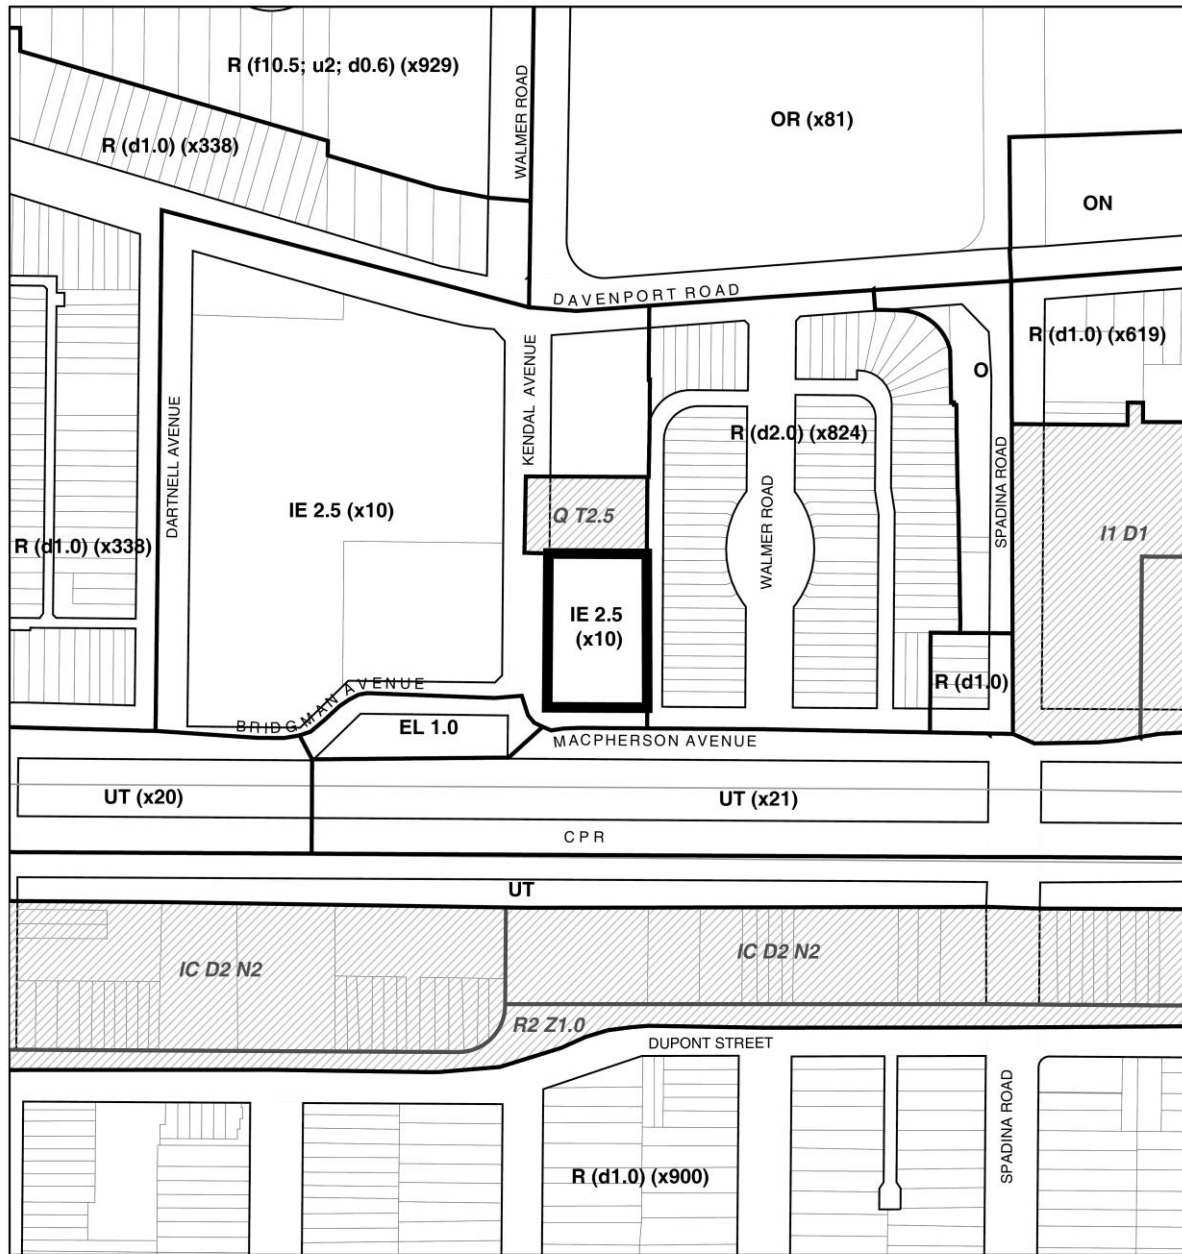 R (f10.5; u2; d0.6) (x929)
WALMER ROAD
OR (x81)
R (d1.0) (x338)
ON
DAVENPORT ROAD
R (d1.0) (x619)
KENDAL AVENUE
O
DARTNELL AVENUE
R (d2.0) (x824)
SPADINA ROAD
IE 2.5 (x10)
Q T2.5
WALMER ROAD
I1 D1
R (d1.0) (x338)
IE 2.5
(x10)
R (d1.0)
BRIDGMAN AVENUE
EL 1.0
MACPHERSON AVENUE
UT (x20)
UT (x21)
CPR
UT
IC D2 N2
IC D2 N2
R2 Z1.0
DUPONT STREET
SPADINA ROAD
R (d1.0) (x900)